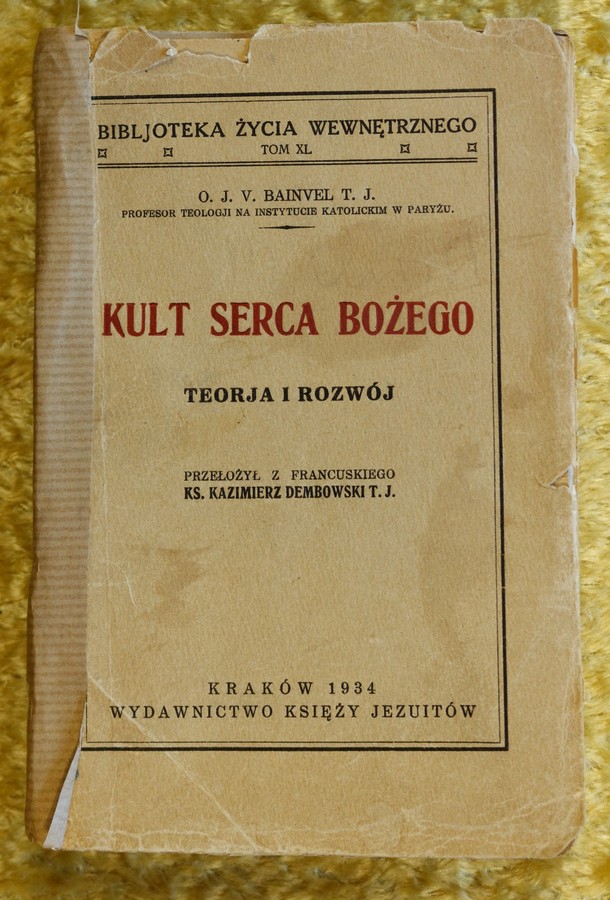 BIBLJOTEKA ŻYCIA WEWNĘTRZNEGO
TOM XL
O. J. V. BAINVEL T. J.
PROFESOR TEOLOGJI NA INSTYTUCIE KATOLICKIM W PARYŻU.
KULT SERCA BOŻEGO
TEORJA I ROZWÓJ
PRZEŁOŻYŁ Z FRANCUSKIEGO
KS. KAZIMIERZ DEMBOWSKI T. J.
KRAKÓW 1934
WYDAWNICTWO KSIĘŻY JEZUITÓW